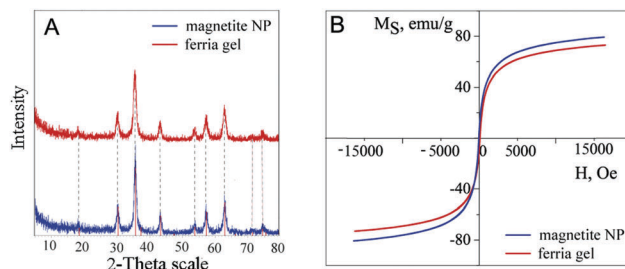 A
magnetite NP
ferria gel
Intensity
10 20 30 40 50 60 70 80
2-Theta scale
B
MS, emu/g
80
40
-15000 -5000 0 5000 15000
H, Oe
-40
-80
magnetite NP
ferria gel